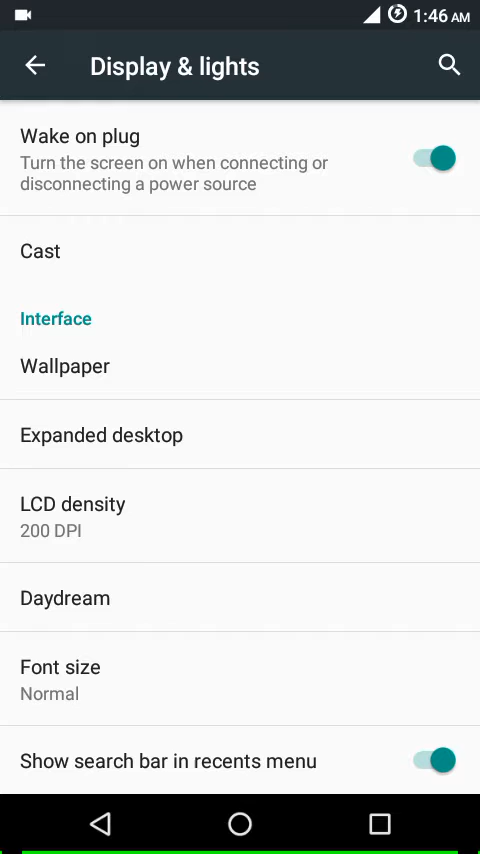 1:46 AM
Display & lights
Wake on plug
Turn the screen on when connecting or
disconnecting a power source
Cast
Interface
Wallpaper
Expanded desktop
LCD density
200 DPI
Daydream
Font size
Normal
Show search bar in recents menu